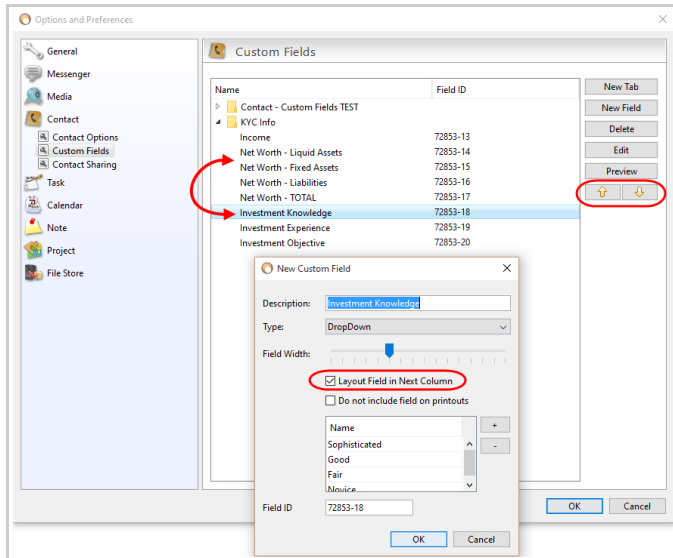 Options and Preferences
General
Messenger
Media
Contact
Contact Options
Custom Fields
Contact Sharing
Task
Calendar
Note
Project
File Store
Custom Fields
Name Field ID
Contact - Custom Fields TEST
KYC Info
Income 72853-13
Net Worth - Liquid Assets 72853-14
Net Worth - Fixed Assets 72853-15
Net Worth - Liabilities 72853-16
Net Worth - TOTAL 72853-17
Investment Knowledge 72853-18
Investment Experience 72853-19
Investment Objective 72853-20
New Tab
New Field
Delete
Edit
Preview
New Custom Field
Description: Investment Knowledge
Type: DropDown
Field Width:
Layout Field in Next Column
Do not include field on printouts
Name
Sophisticated
Good
Fair
Novice
+
-
Field ID 72853-18
OK Cancel
OK Cancel